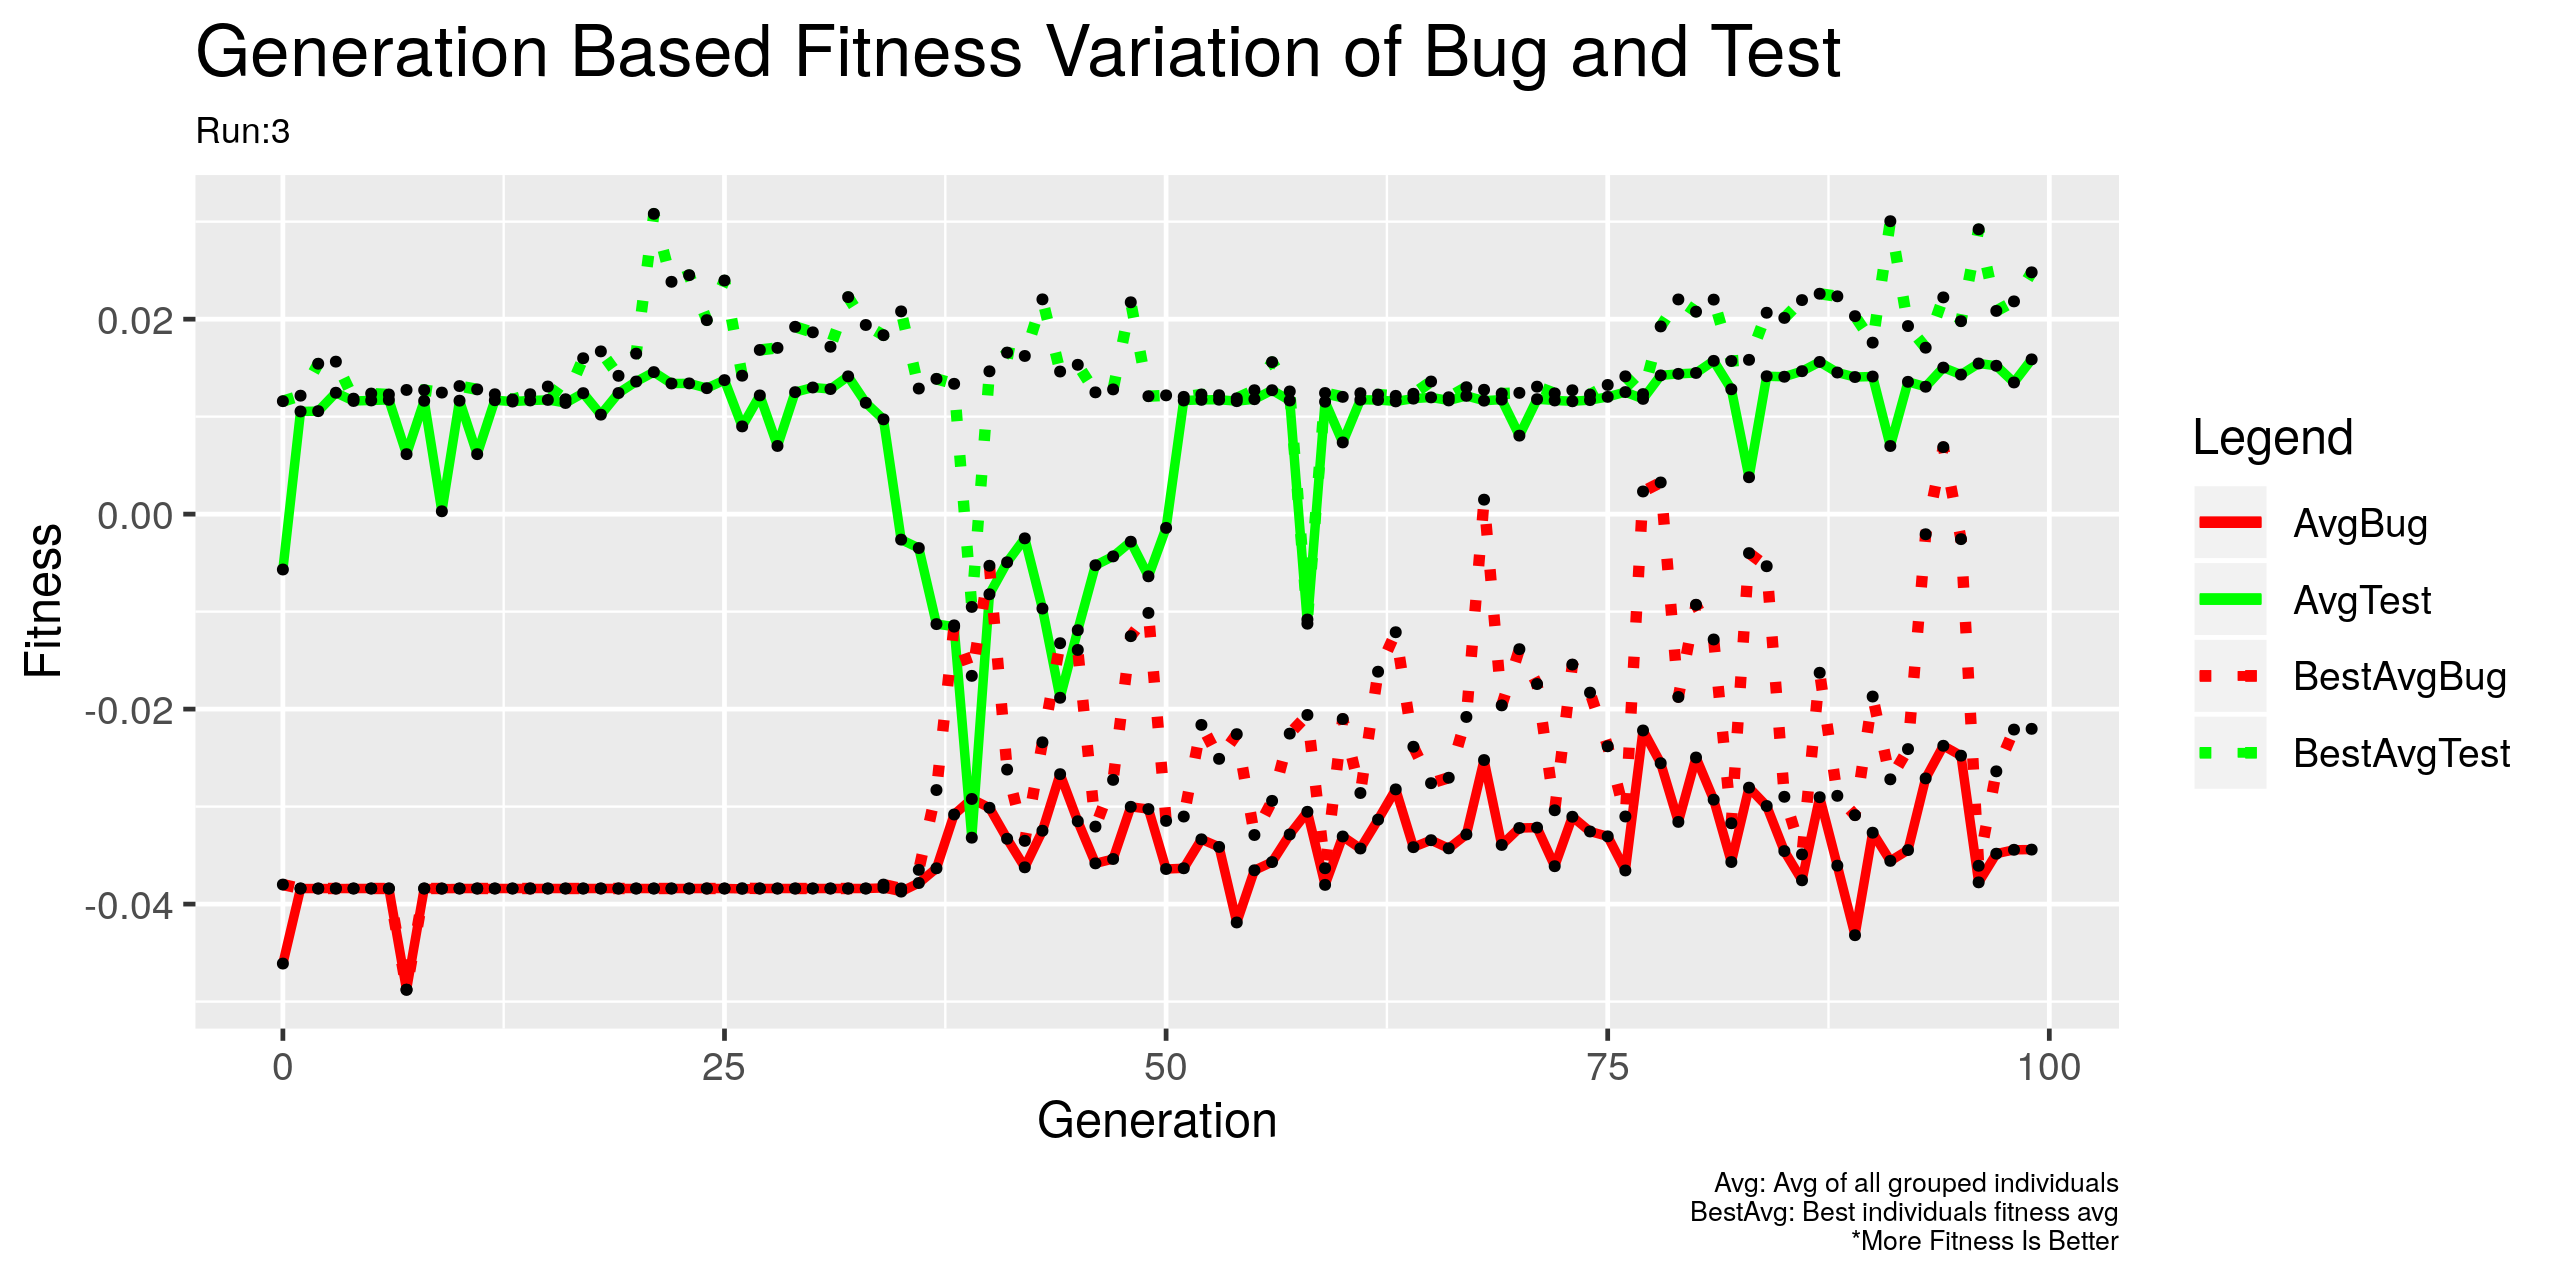 Generation Based Fitness Variation of Bug and Test
Run:3
Fitness
0.02
0.00
-0.02
-0.04
0
25
50
75
100
Generation
Legend
AvgBug
AvgTest
BestAvgBug
BestAvgTest
Avg: Avg of all grouped individuals
BestAvg: Best individuals fitness avg
*More Fitness Is Better